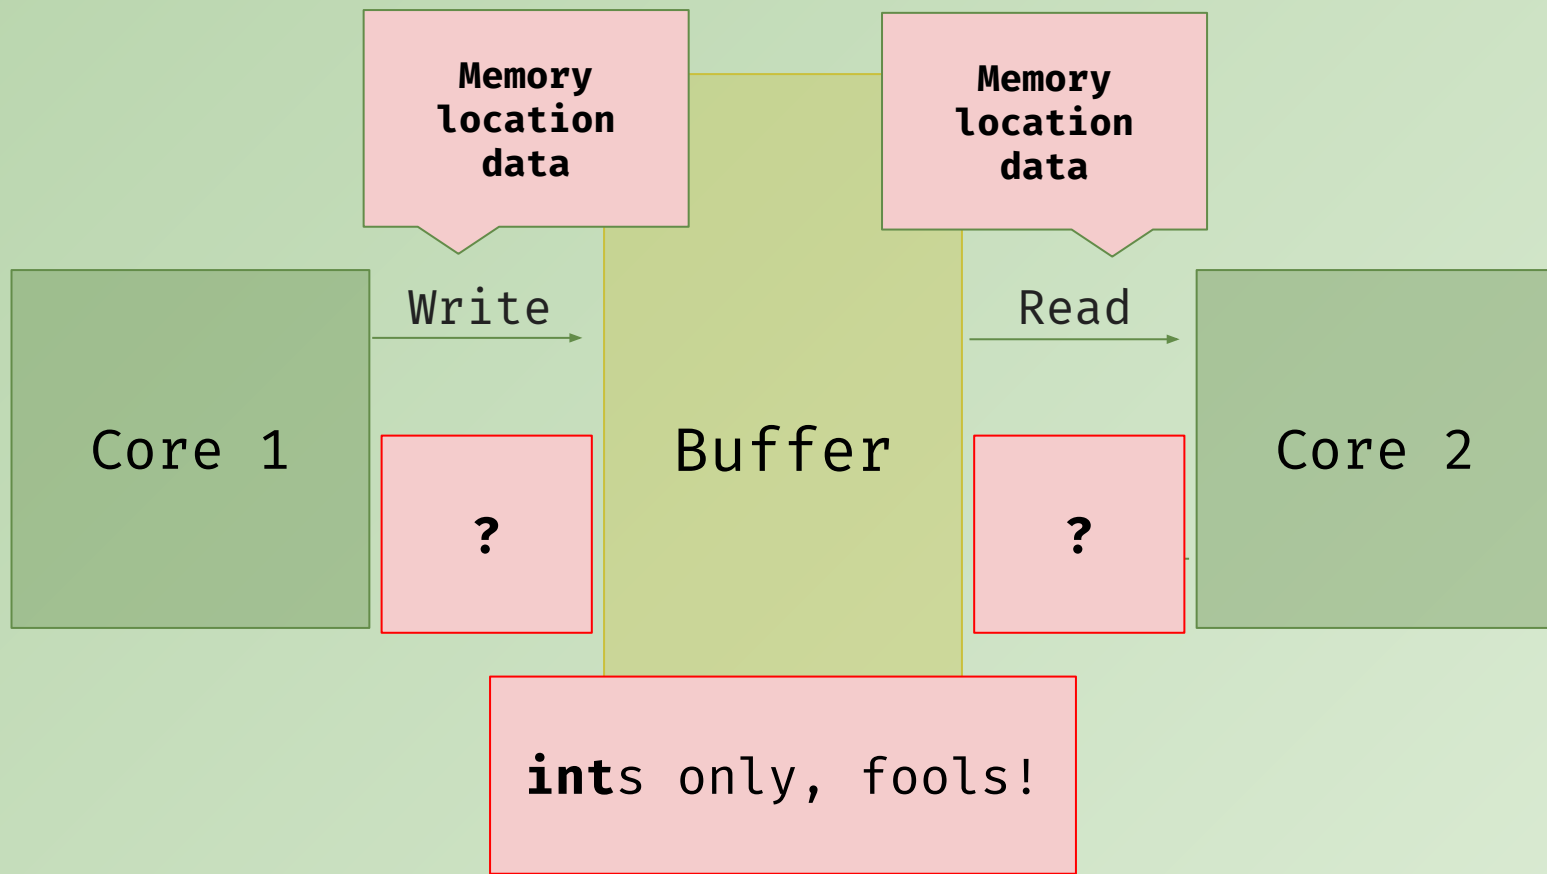 Memory
location
data
Memory
location
data
Write
Read
Core 1
Buffer
Core 2
?
?
ints only, fools!